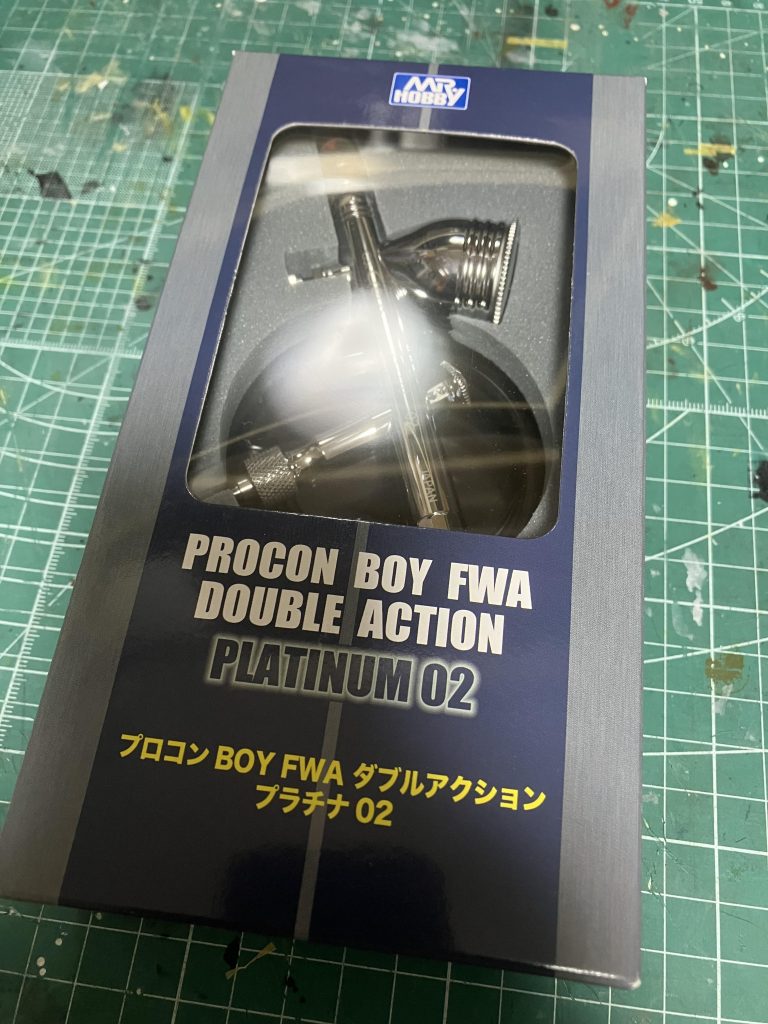 MR.
HOBBY
JAPAN
PROCON BOY FWA
DOUBLE ACTION
PLATINUM 02
プロコン BOY FWA ダブルアクション
プラチナ 02